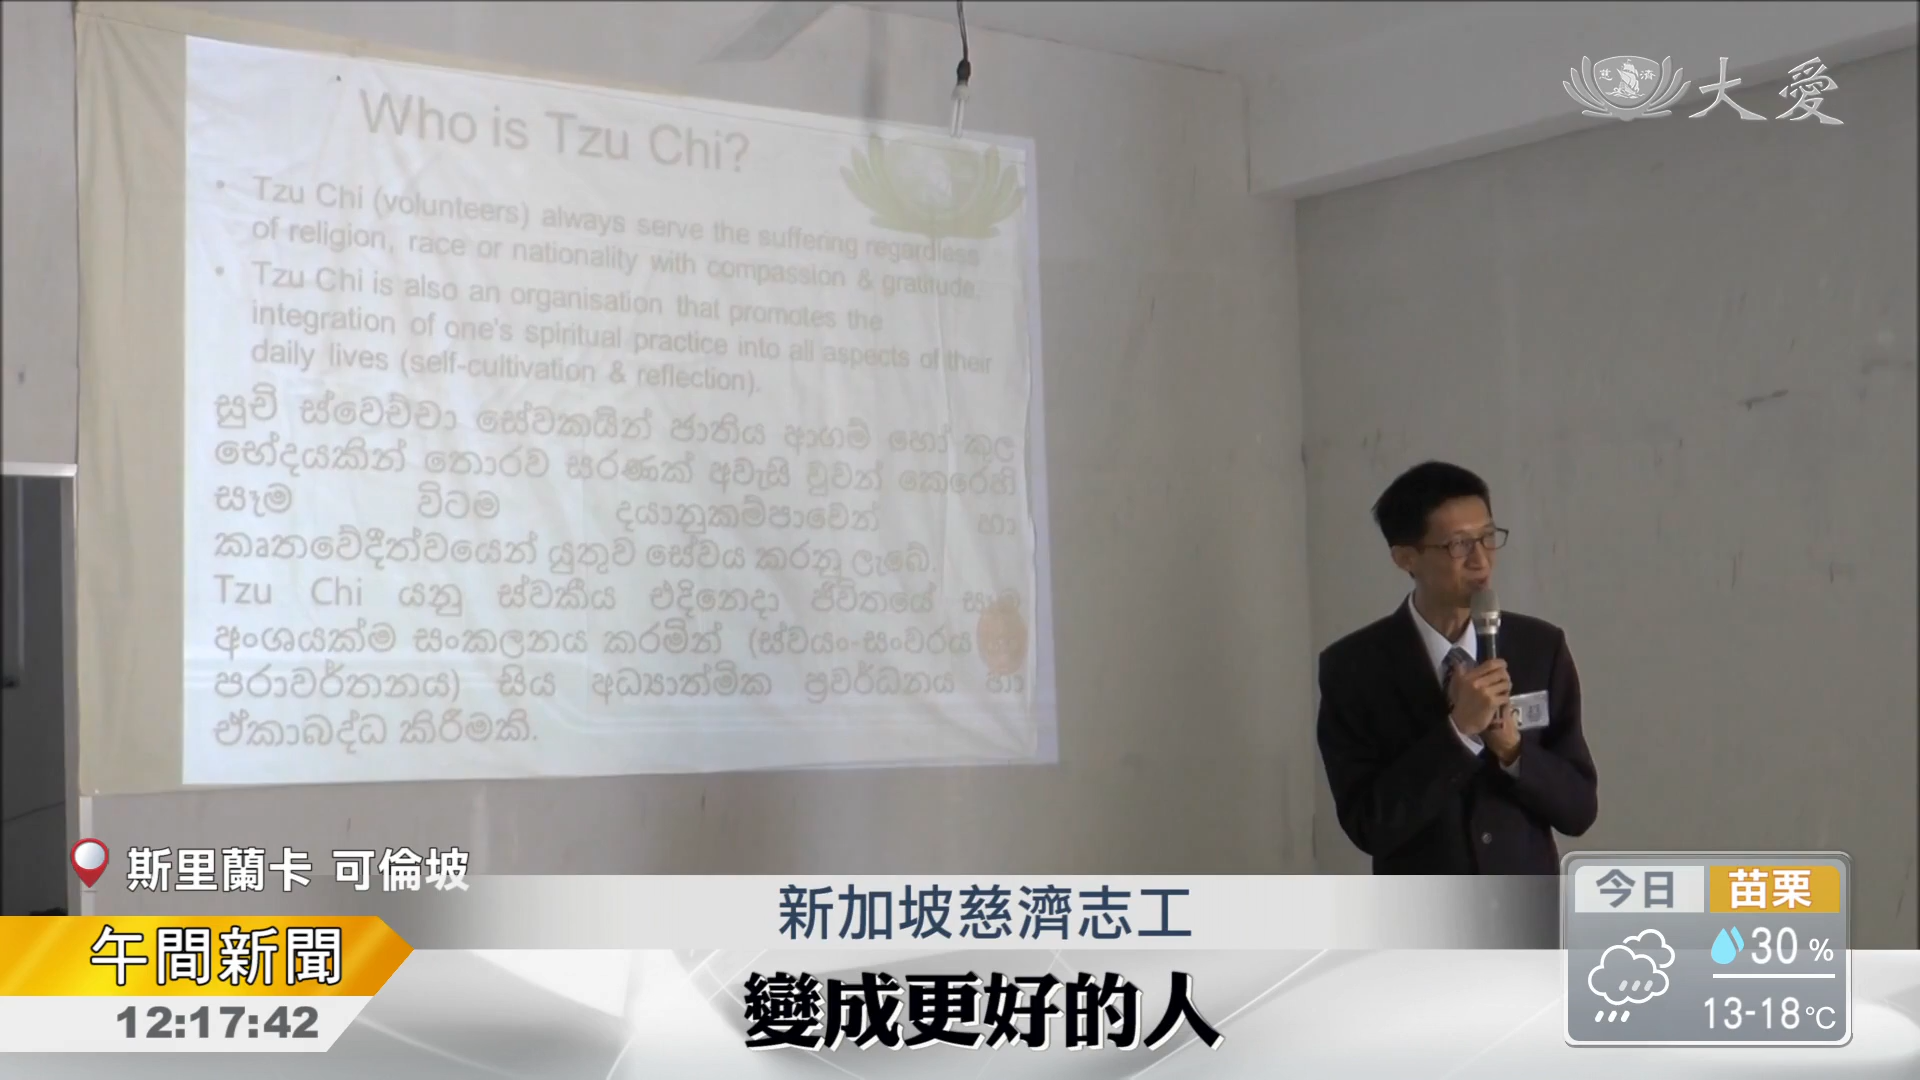 慈濟
大愛
Who is Tzu Chi?
• Tzu Chi (volunteers) always serve the suffering regardless
of religion, race or nationality with compassion & gratitude.
• Tzu Chi is also an organisation that promotes the
integration of one's spiritual practice into all aspects of their
daily lives (self-cultivation & reflection).
සුචි ස්වෙච්චා සේවකයින් ජාතිය ආගම් හෝ කුල
භේදයකින් තොරව සරණක් අවැසි වූවන් කෙරෙහි
සෑම විටම දයානුකම්පාවෙන් හා
කෘතවේදීත්වයෙන් යුතුව සේවය කරනු ලැබේ.
Tzu Chi යනු ස්වකීය එදිනෙදා ජීවිතයේ සෑම
අංශයක්ම සංකලනය කරමින් (ස්වයං-සංවරය හා
පරාවර්තනය) සිය අධ්‍යාත්මික ප්‍රවර්ධනය හා
ඒකාබද්ධ කිරීමකි.
斯里蘭卡 可倫坡
新加坡慈濟志工
午間新聞
12:17:42
變成更好的人
今日 苗栗
30 %
13-18°C